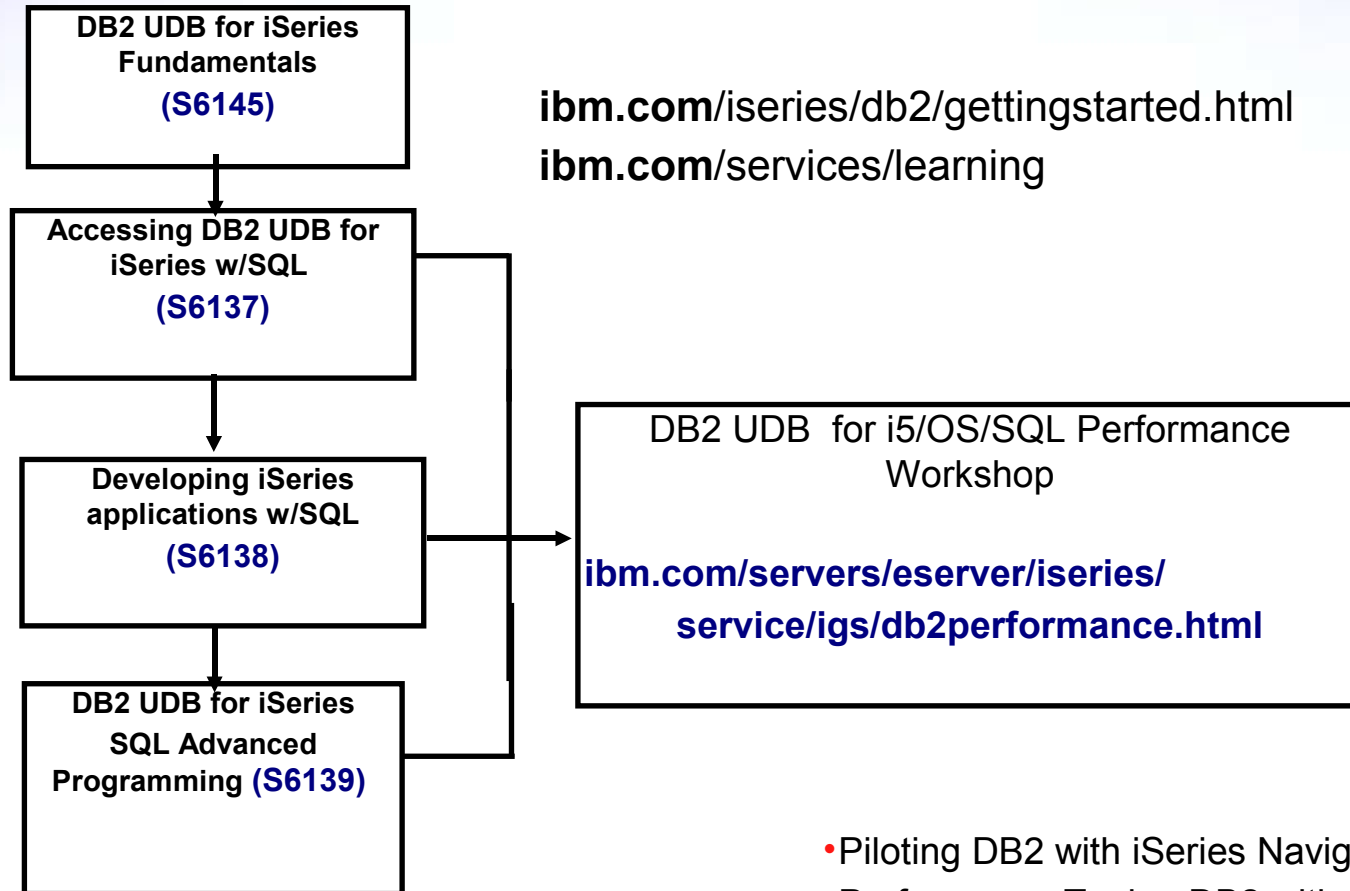 DB2 UDB for iSeries
Fundamentals
(S6145)
ibm.com/iseries/db2/gettingstarted.html
ibm.com/services/learning
Accessing DB2 UDB for
iSeries w/SQL
(S6137)
Developing iSeries
applications w/SQL
(S6138)
DB2 UDB for iSeries
SQL Advanced
Programming (S6139)
DB2 UDB for i5/OS/SQL Performance
Workshop
ibm.com/servers/eserver/iseries/
service/igs/db2performance.html
•Piloting DB2 with iSeries Navig